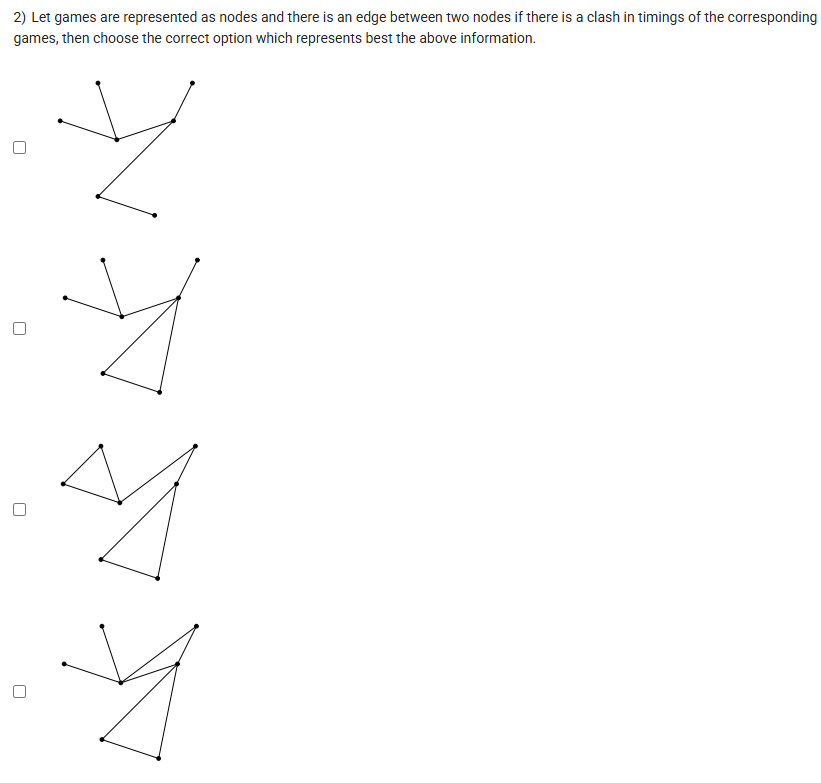 2) Let games are represented as nodes and there is an edge between two nodes if there is a clash in timings of the corresponding
games, then choose the correct option which represents best the above information.